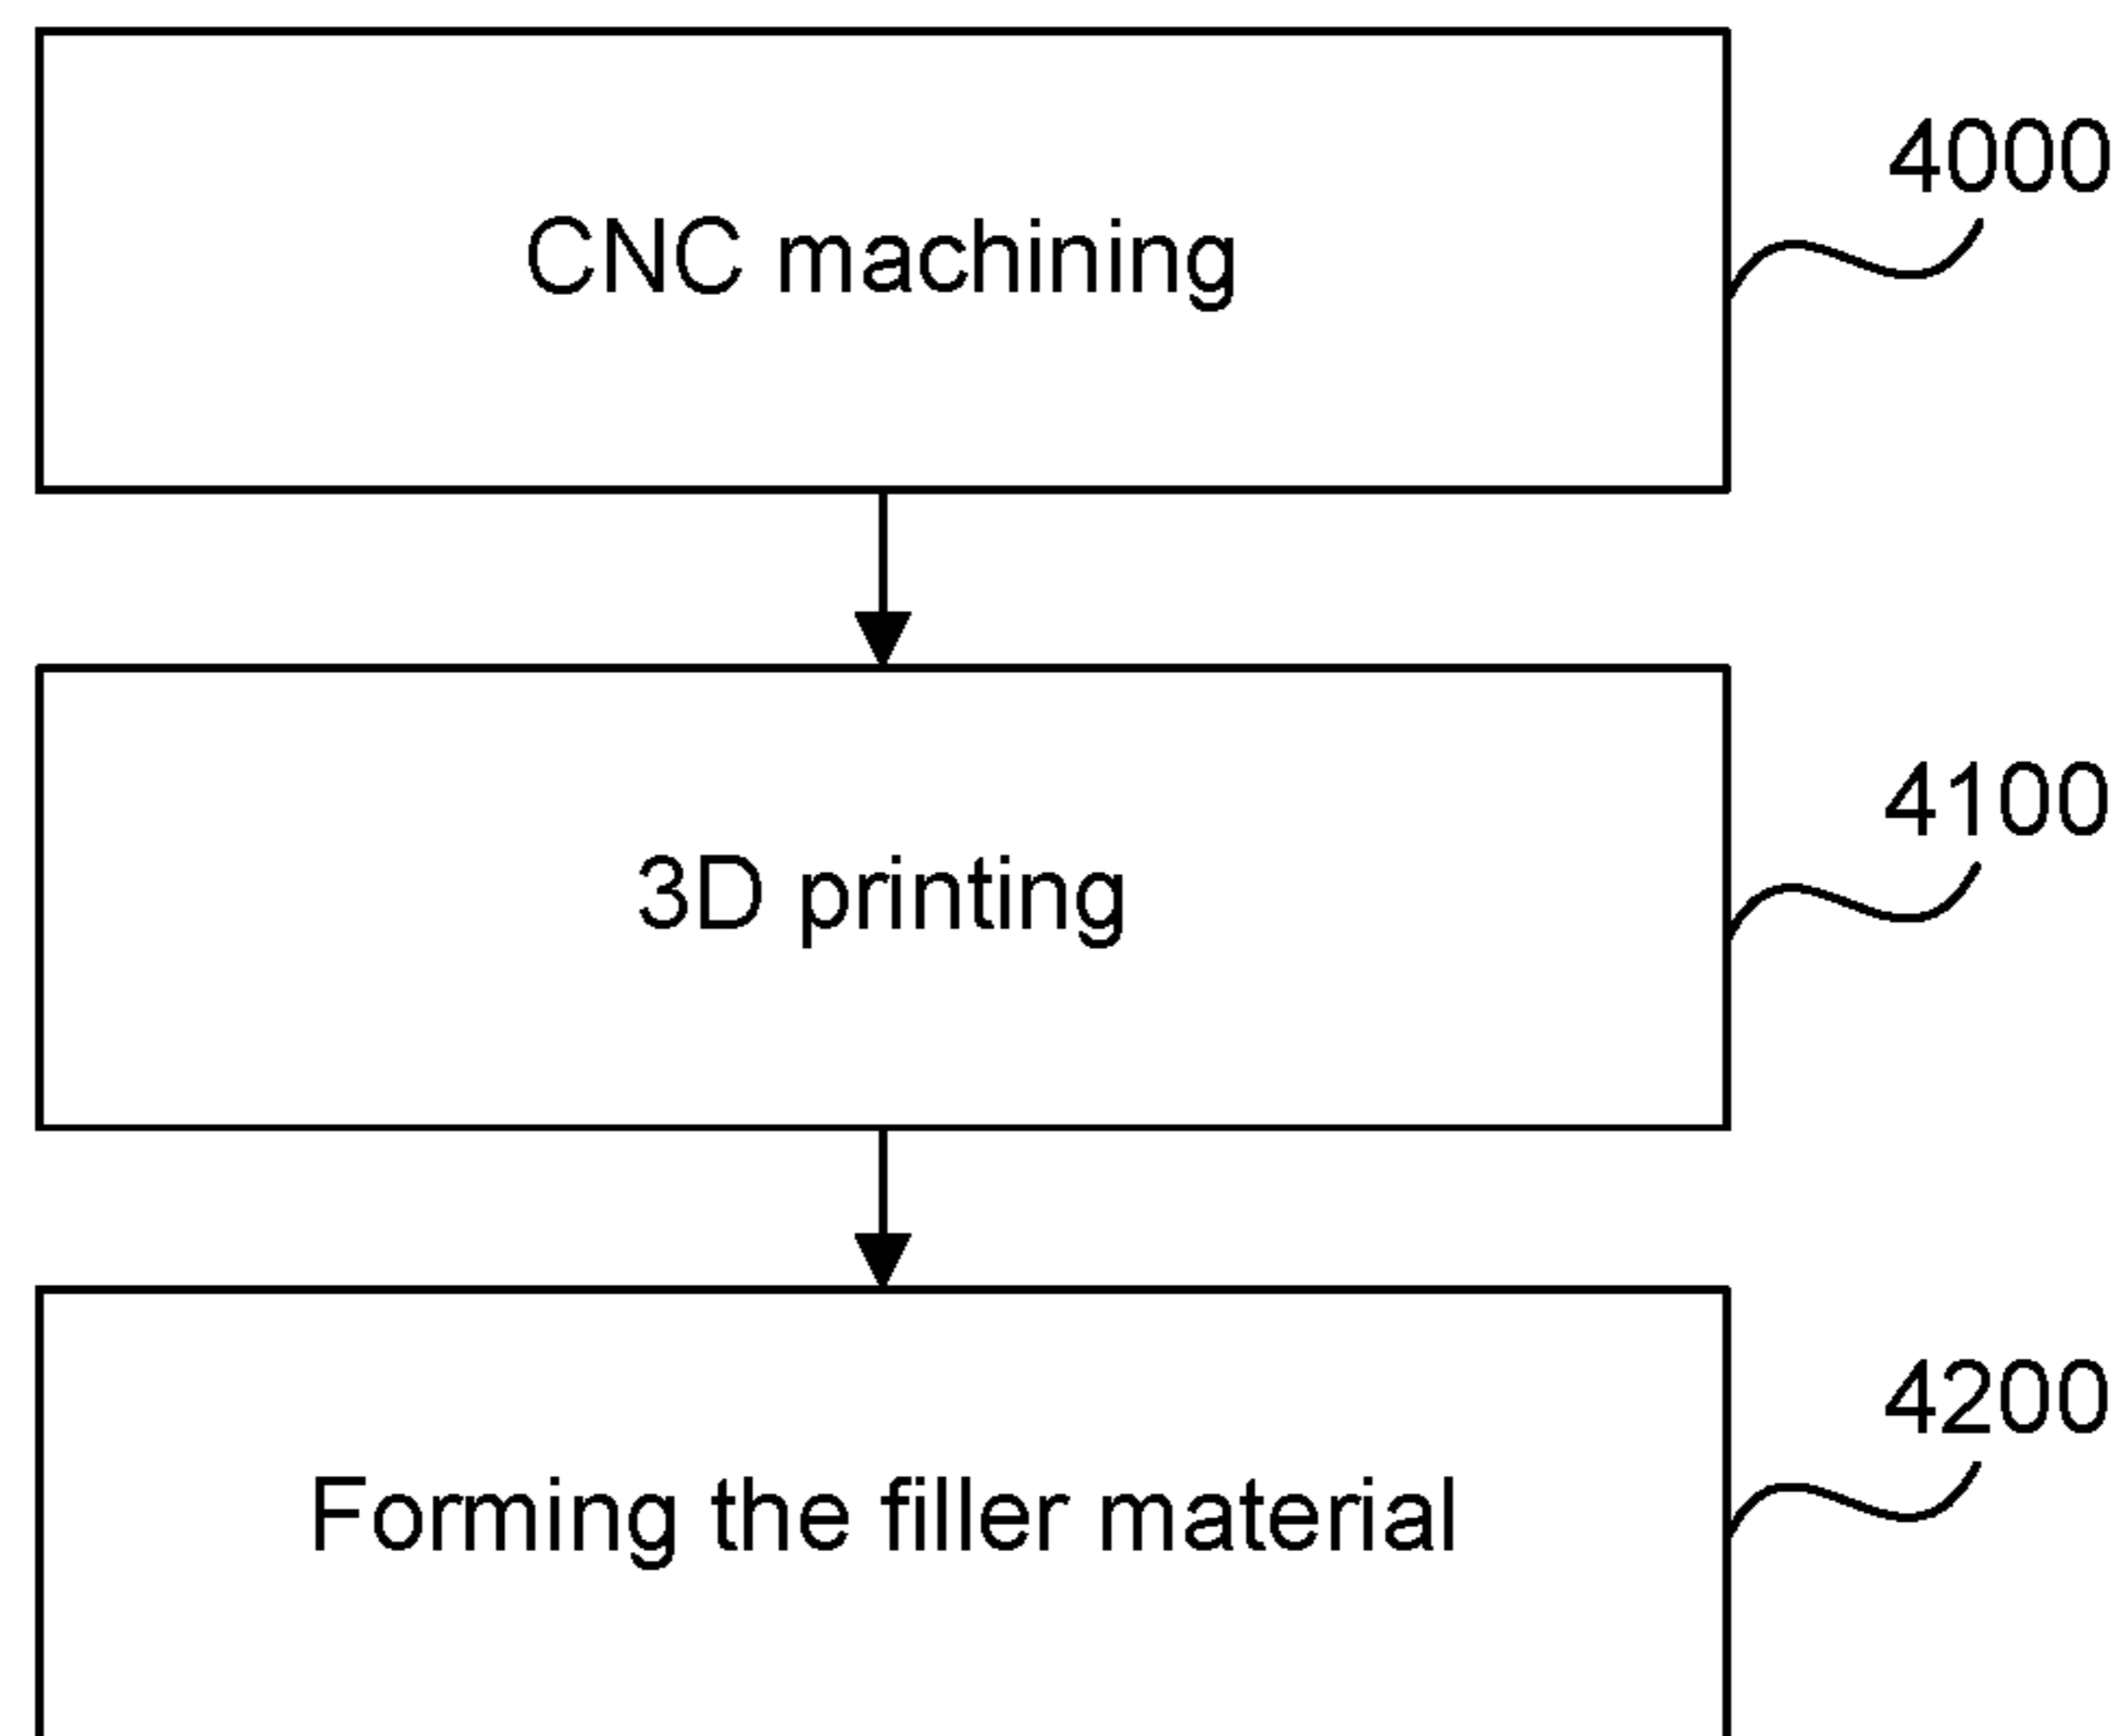 CNC machining
4000
3D printing
4100
Forming the filler material
4200